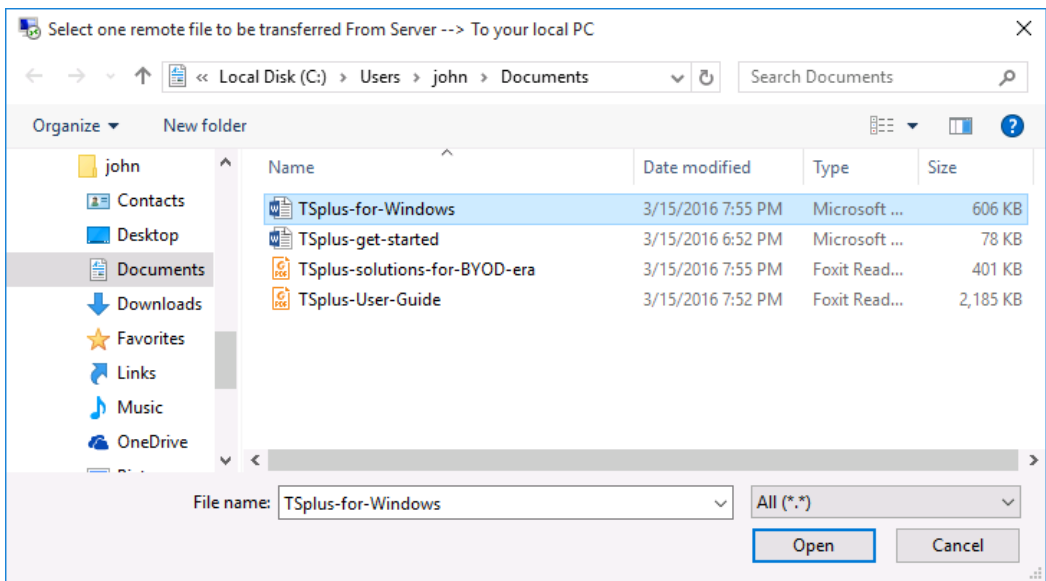 Select one remote file to be transferred From Server --> To your local PC
« Local Disk (C:) › Users › john › Documents
Search Documents
Organize
New folder
john
Contacts
Desktop
Documents
Downloads
Favorites
Links
Music
OneDrive
Name Date modified Type Size
TSplus-for-Windows 3/15/2016 7:55 PM Microsoft ... 606 KB
TSplus-get-started 3/15/2016 6:52 PM Microsoft ... 78 KB
TSplus-solutions-for-BYOD-era 3/15/2016 7:55 PM Foxit Read... 401 KB
TSplus-User-Guide 3/15/2016 7:52 PM Foxit Read... 2,185 KB
File name: TSplus-for-Windows All (*.*)
Open Cancel